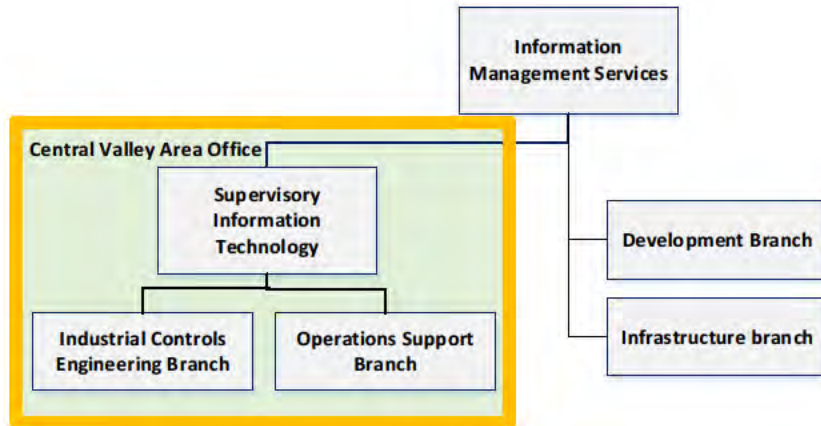 Information
Management Services
Central Valley Area Office
Supervisory
Information
Technology
Development Branch
Industrial Controls
Engineering Branch
Operations Support
Branch
Infrastructure branch